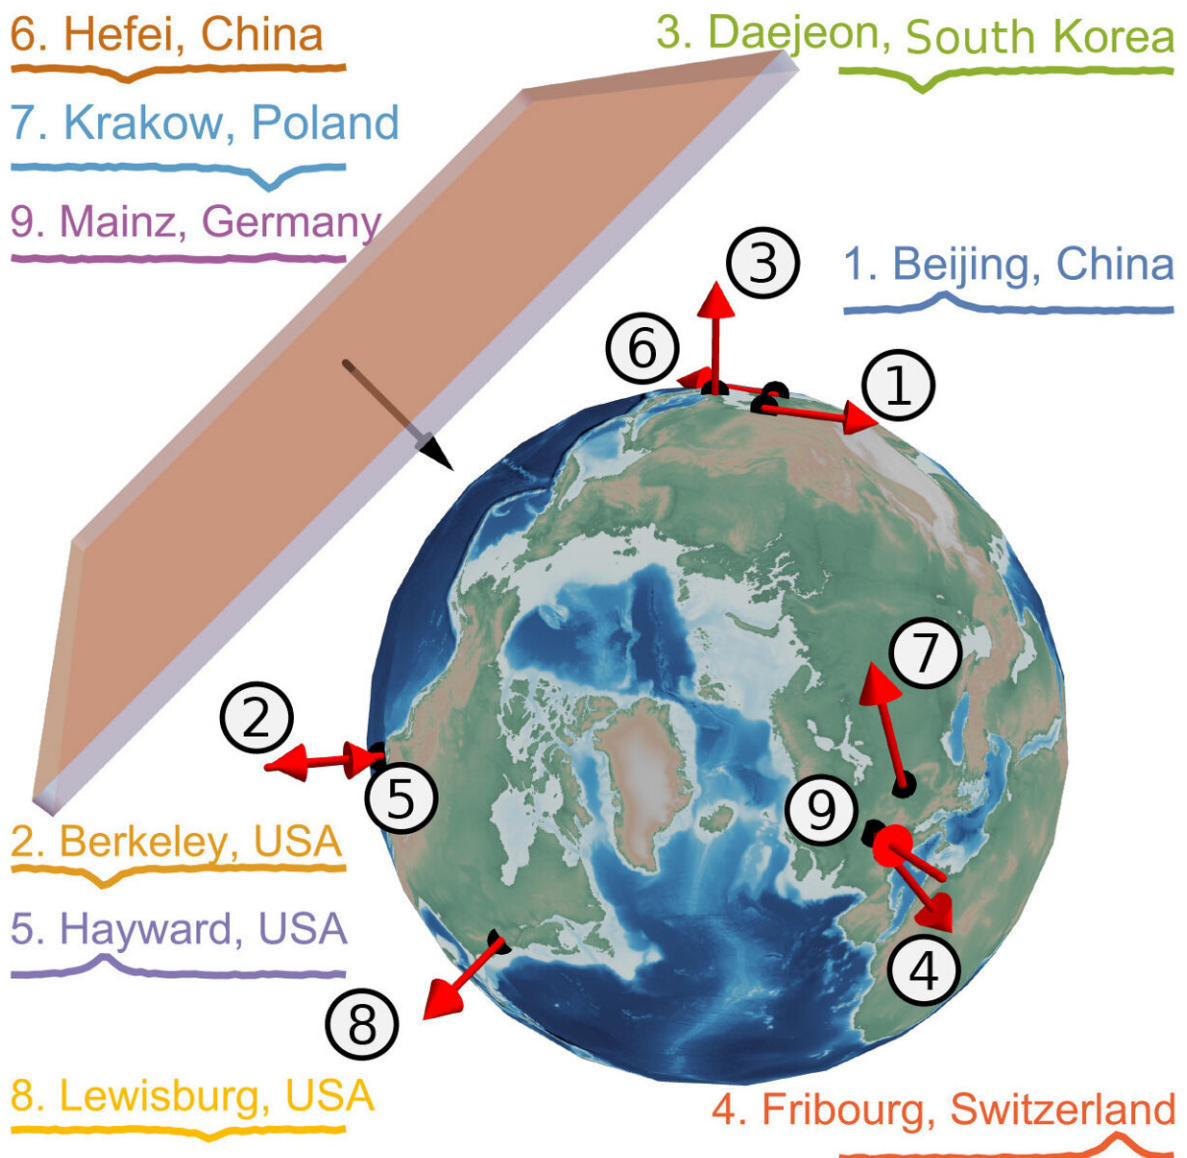 6. Hefei, China
3. Daejeon, South Korea
7. Krakow, Poland
9. Mainz, Germany
1. Beijing, China
3
6
1
7
2
9
5
2. Berkeley, USA
5. Hayward, USA
4
8
8. Lewisburg, USA
4. Fribourg, Switzerland